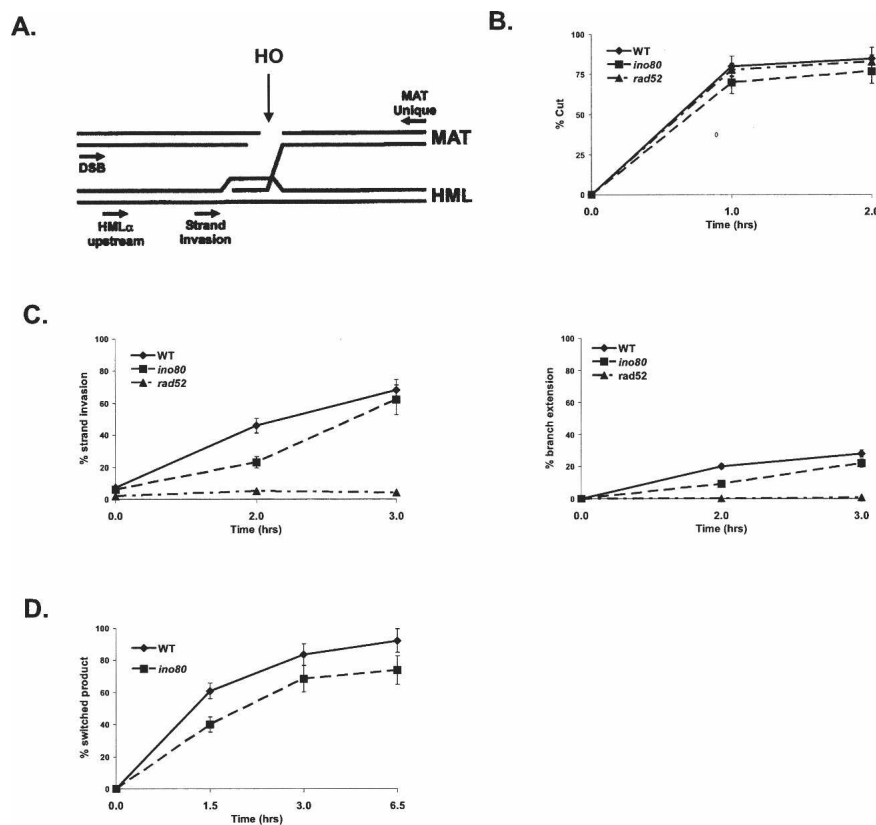 A.
HO
MAT
Unique
MAT
DSB
HML
HMLα
upstream
Strand
Invasion
B.
WT
ino80
rad52
100
75
50
25
0
% Cut
0.0
1.0
2.0
Time (hrs)
C.
WT
ino80
rad52
100
80
60
40
20
0
% strand invasion
0.0
2.0
3.0
Time (hrs)
WT
ino80
rad52
100
80
60
40
20
0
% branch extension
0.0
2.0
3.0
Time (hrs)
D.
WT
ino80
100
80
60
40
20
0
% switched product
0.0
1.5
3.0
6.5
Time (hrs)